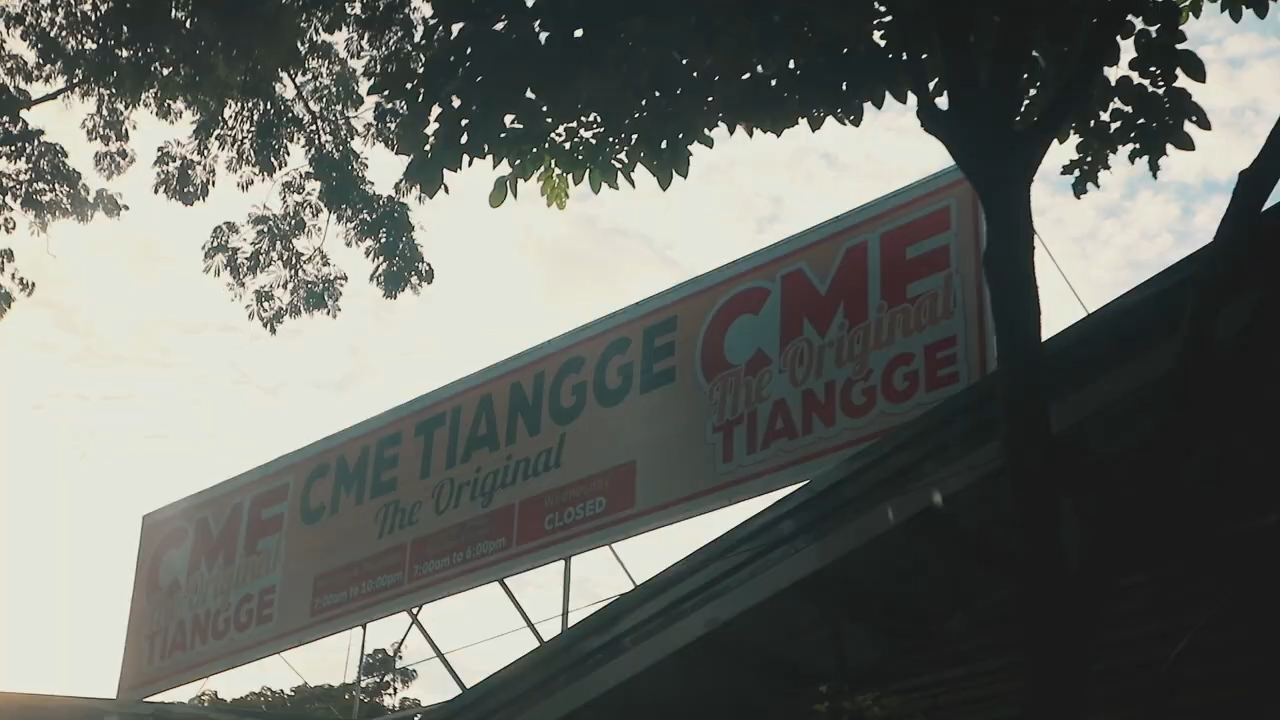 CME
The Original
TIANGGE
CME TIANGGE
The Original
7:00am to 10:00pm
7:00am to 6:00pm
CLOSED
CME
The Original
TIANGGE